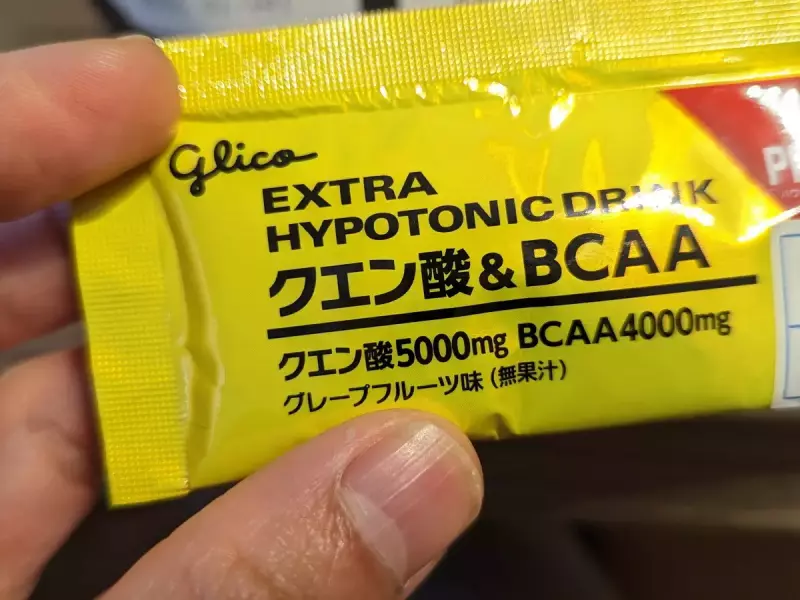 Glico
EXTRA
HYPOTONIC DRINK
クエン酸&BCAA
クエン酸5000mg BCAA4000mg
グレープフルーツ味(無果汁)